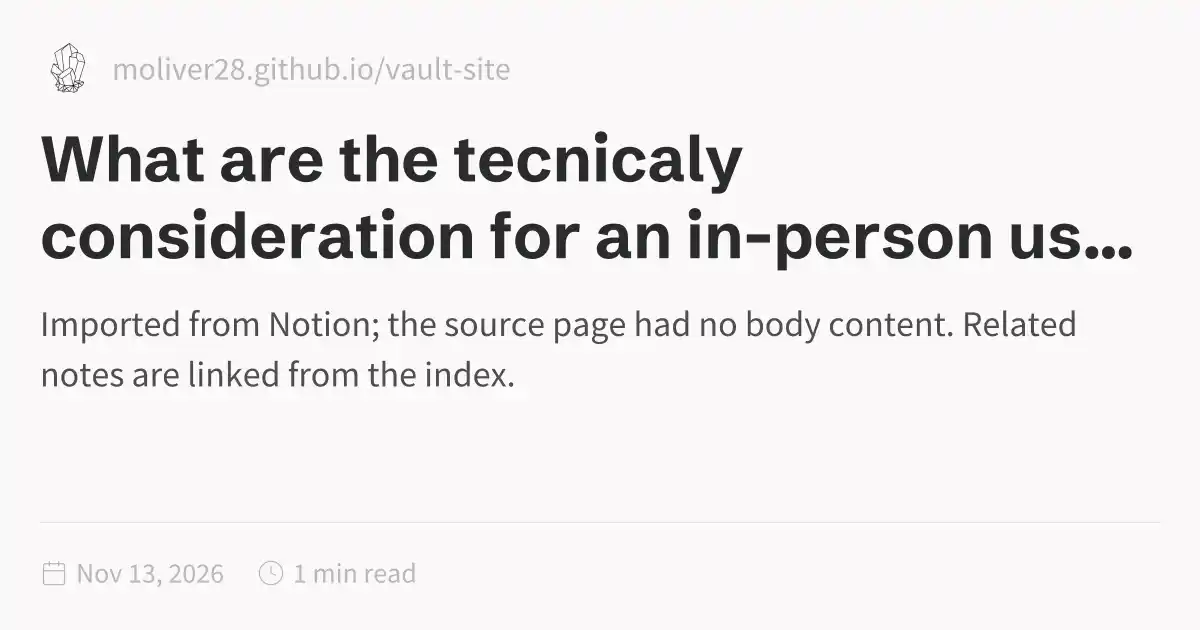 moliver28.github.io/vault-site
What are the tecnicaly
consideration for an in-person us...
Imported from Notion; the source page had no body content. Related
notes are linked from the index.
Nov 13, 2026 1 min read